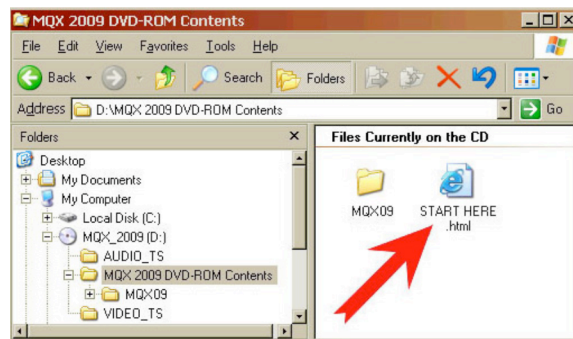 MQX 2009 DVD-ROM Contents
File Edit View Favorites Tools Help
Back Search Folders
Address D:\MQX 2009 DVD-ROM Contents Go
Folders
Files Currently on the CD
Desktop
My Documents
My Computer
Local Disk (C:)
MQX_2009 (D:)
AUDIO_TS
MQX 2009 DVD-ROM Contents
MQX09
VIDEO_TS
MQX09
START HERE
.html